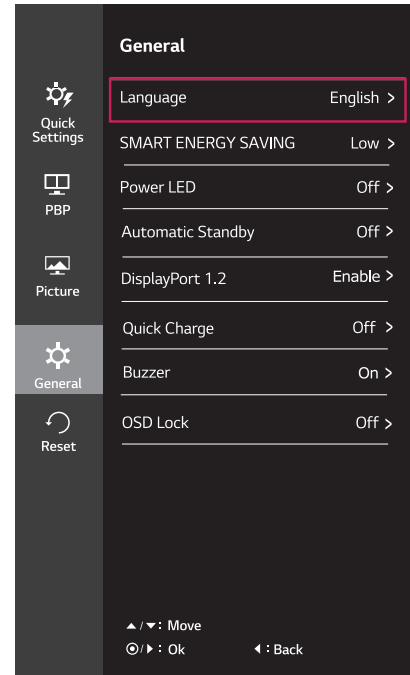 Quick
Settings
PBP
Picture
General
Reset
General
Language English >
SMART ENERGY SAVING Low >
Power LED Off >
Automatic Standby Off >
DisplayPort 1.2 Enable >
Quick Charge Off >
Buzzer On >
OSD Lock Off >
▲/▼: Move
◉/▶: Ok ◀: Back